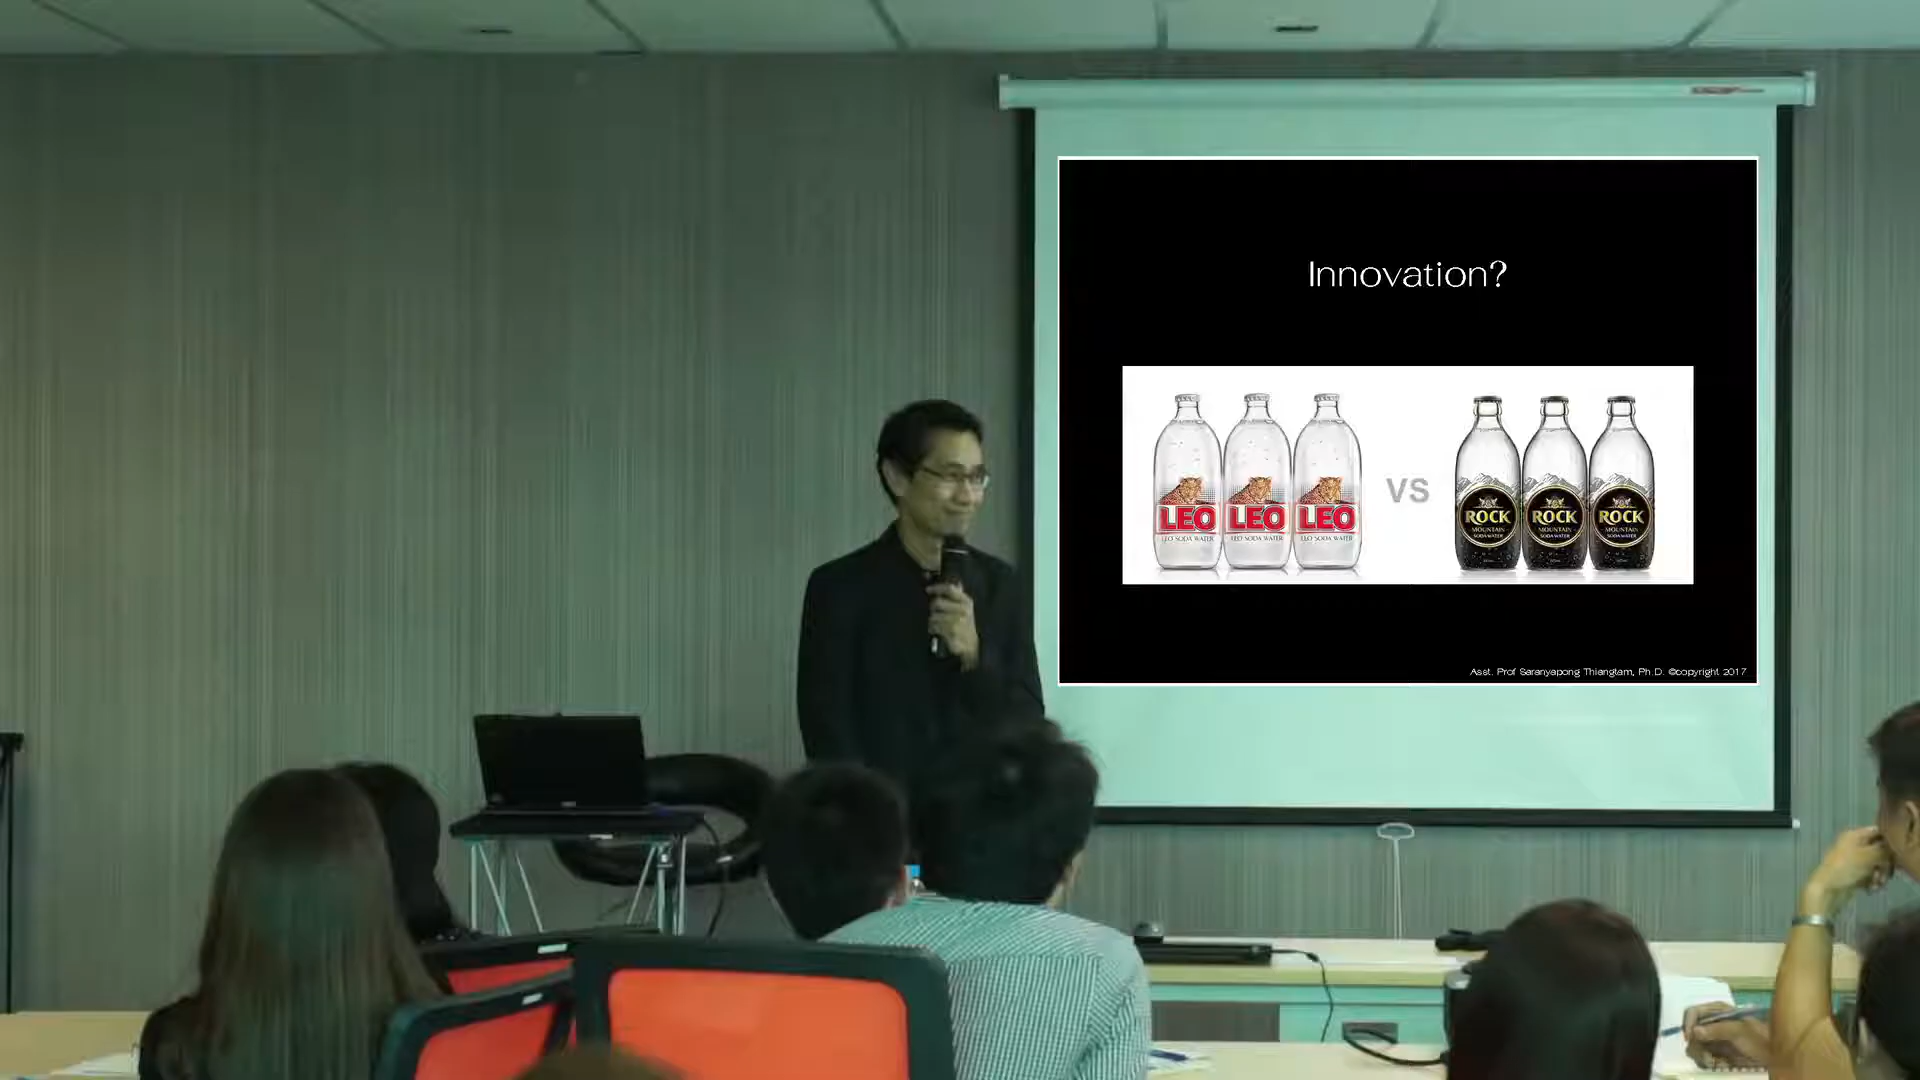 Innovation?
LEO LEO LEO
LEO SODA WATER LEO SODA WATER LEO SODA WATER
VS
ROCK ROCK ROCK
MOUNTAIN MOUNTAIN MOUNTAIN
SODA WATER SODA WATER SODA WATER
Asst. Prof Saranyapong Thiangtam, Ph.D. ©copyright 2017